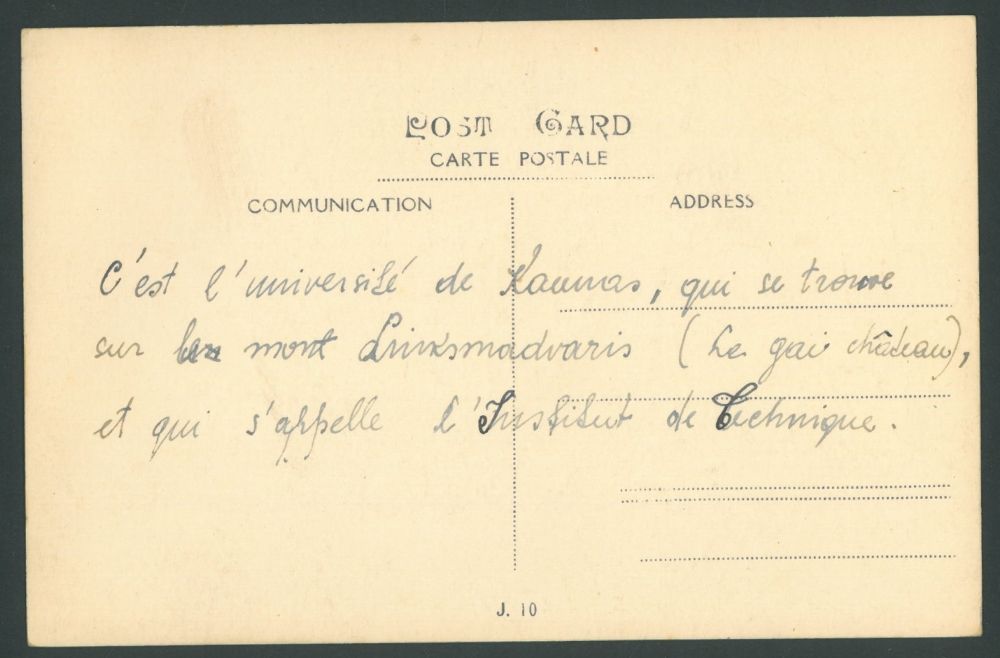 POST CARD
CARTE POSTALE
COMMUNICATION
ADDRESS
C'est l'université de Kaunas, qui se trouve
sur mont Linksmadvaris (Le gai château),
et qui s'appelle l'Institut de Technique.
J. 10